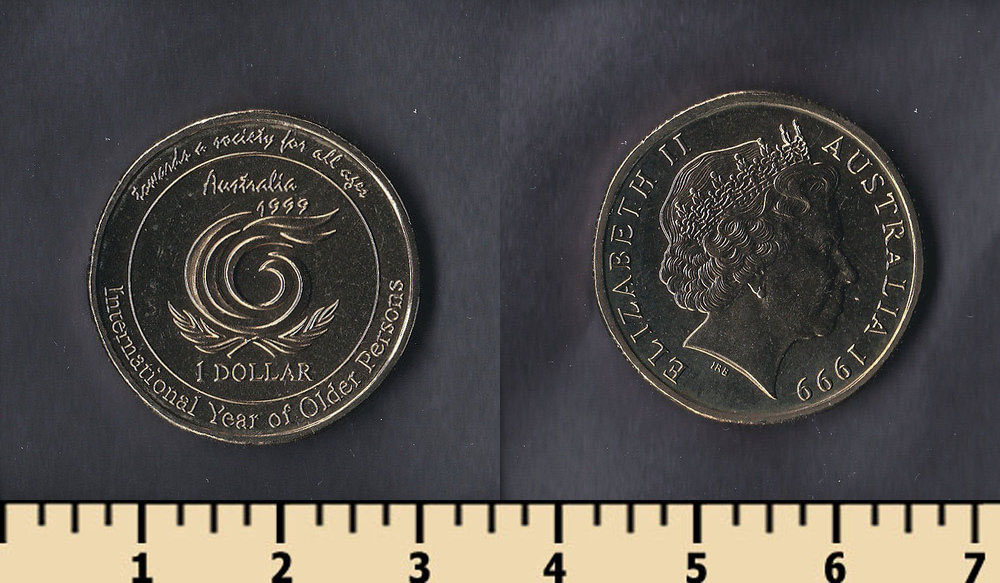 towards a society for all ages
Australia
1999
1 DOLLAR
International Year of Older Persons
ELIZABETH II
AUSTRALIA 1999
IRB
1 2 3 4 5 6 7